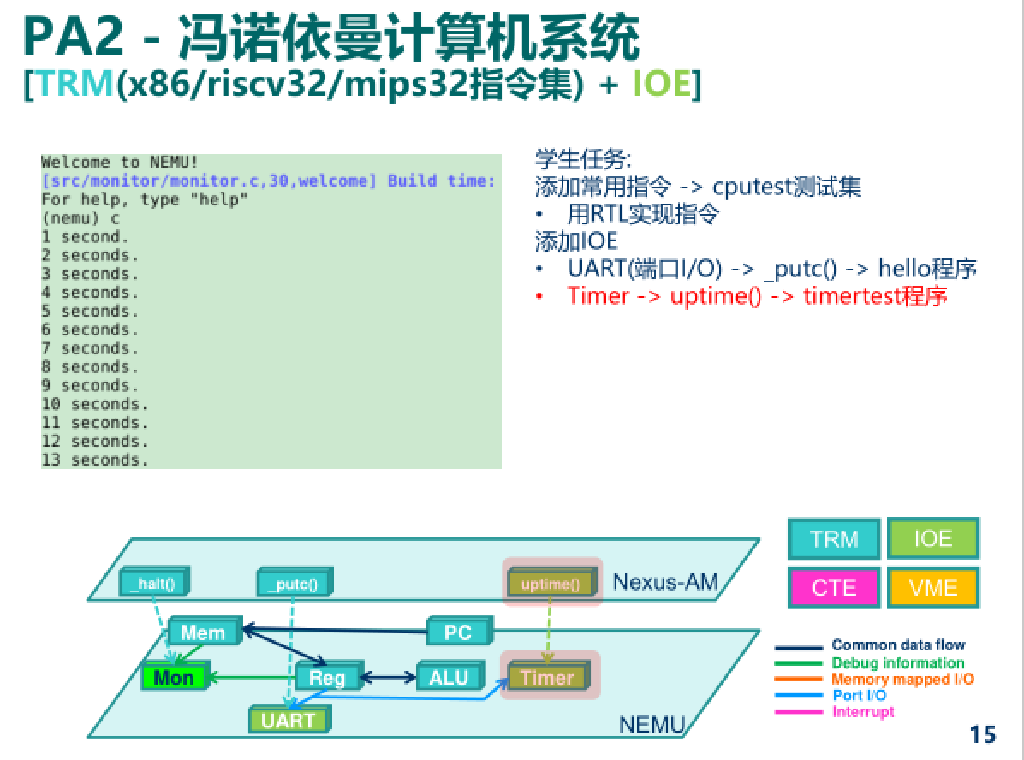 PA2 - 冯诺依曼计算机系统
[TRM(x86/riscv32/mips32指令集) + IOE]
Welcome to NEMU!
[src/monitor/monitor.c,30,welcome] Build time:
For help, type "help"
(nemu) c
1 second.
2 seconds.
3 seconds.
4 seconds.
5 seconds.
6 seconds.
7 seconds.
8 seconds.
9 seconds.
10 seconds.
11 seconds.
12 seconds.
13 seconds.
学生任务:
添加常用指令 -> cputest测试集
• 用RTL实现指令
添加IOE
• UART(端口I/O) -> _putc() -> hello程序
• Timer -> uptime() -> timertest程序
TRM IOE
CTE VME
_halt() _putc() uptime() Nexus-AM
Mem PC
Mon Reg ALU Timer
UART NEMU
Common data flow
Debug information
Memory mapped I/O
Port I/O
Interrupt
15